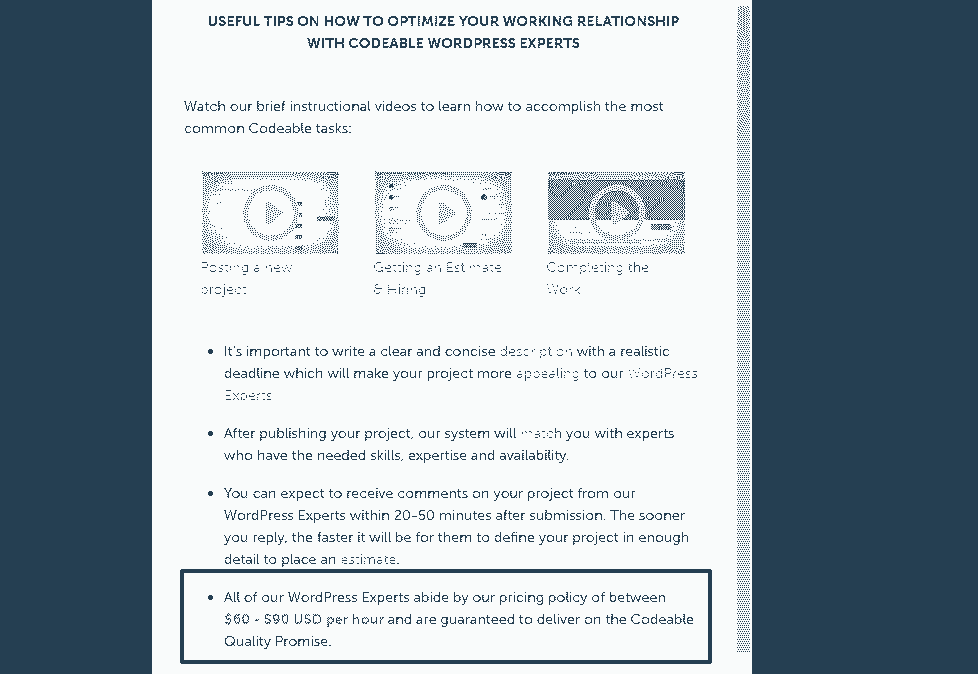 USEFUL TIPS ON HOW TO OPTIMIZE YOUR WORKING RELATIONSHIP
WITH CODEABLE WORDPRESS EXPERTS
Watch our brief instructional videos to learn how to accomplish the most
common Codeable tasks:
Posting a new
project
Getting an Estimate
& Hiring
Completing the
Work
It's important to write a clear and concise description with a realistic
deadline which will make your project more appealing to our WordPress
Experts
After publishing your project, our system will match you with experts
who have the needed skills, expertise and availability.
You can expect to receive comments on your project from our
WordPress Experts within 20-50 minutes after submission. The sooner
you reply, the faster it will be for them to define your project in enough
detail to place an estimate.
All of our WordPress Experts abide by our pricing policy of between
$60 - $90 USD per hour and are guaranteed to deliver on the Codeable
Quality Promise.